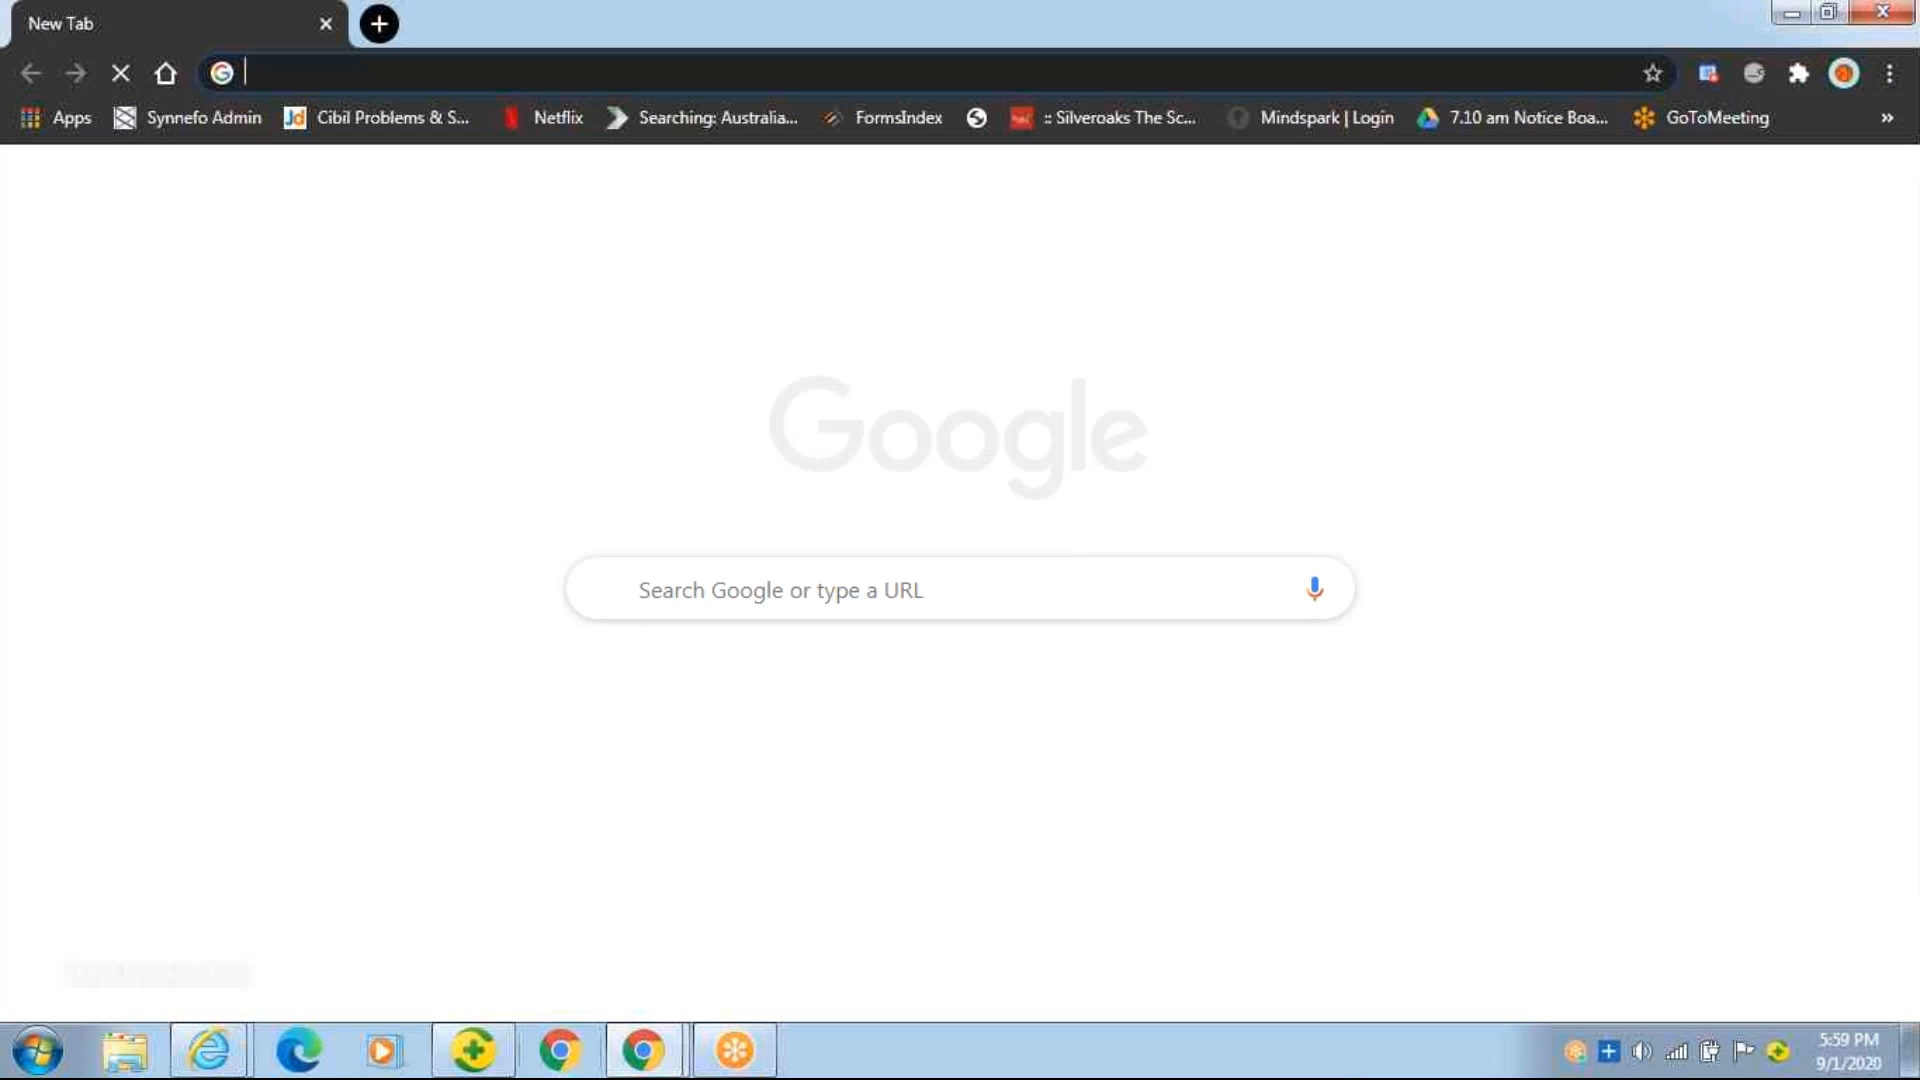 New Tab
Apps Synnefo Admin Jd Cibil Problems & S... Netflix Searching: Australia... FormsIndex :: Silveroaks The Sc... Mindspark | Login 7.10 am Notice Boa... GoToMeeting »
Google
Search Google or type a URL
5:59 PM
9/1/2020